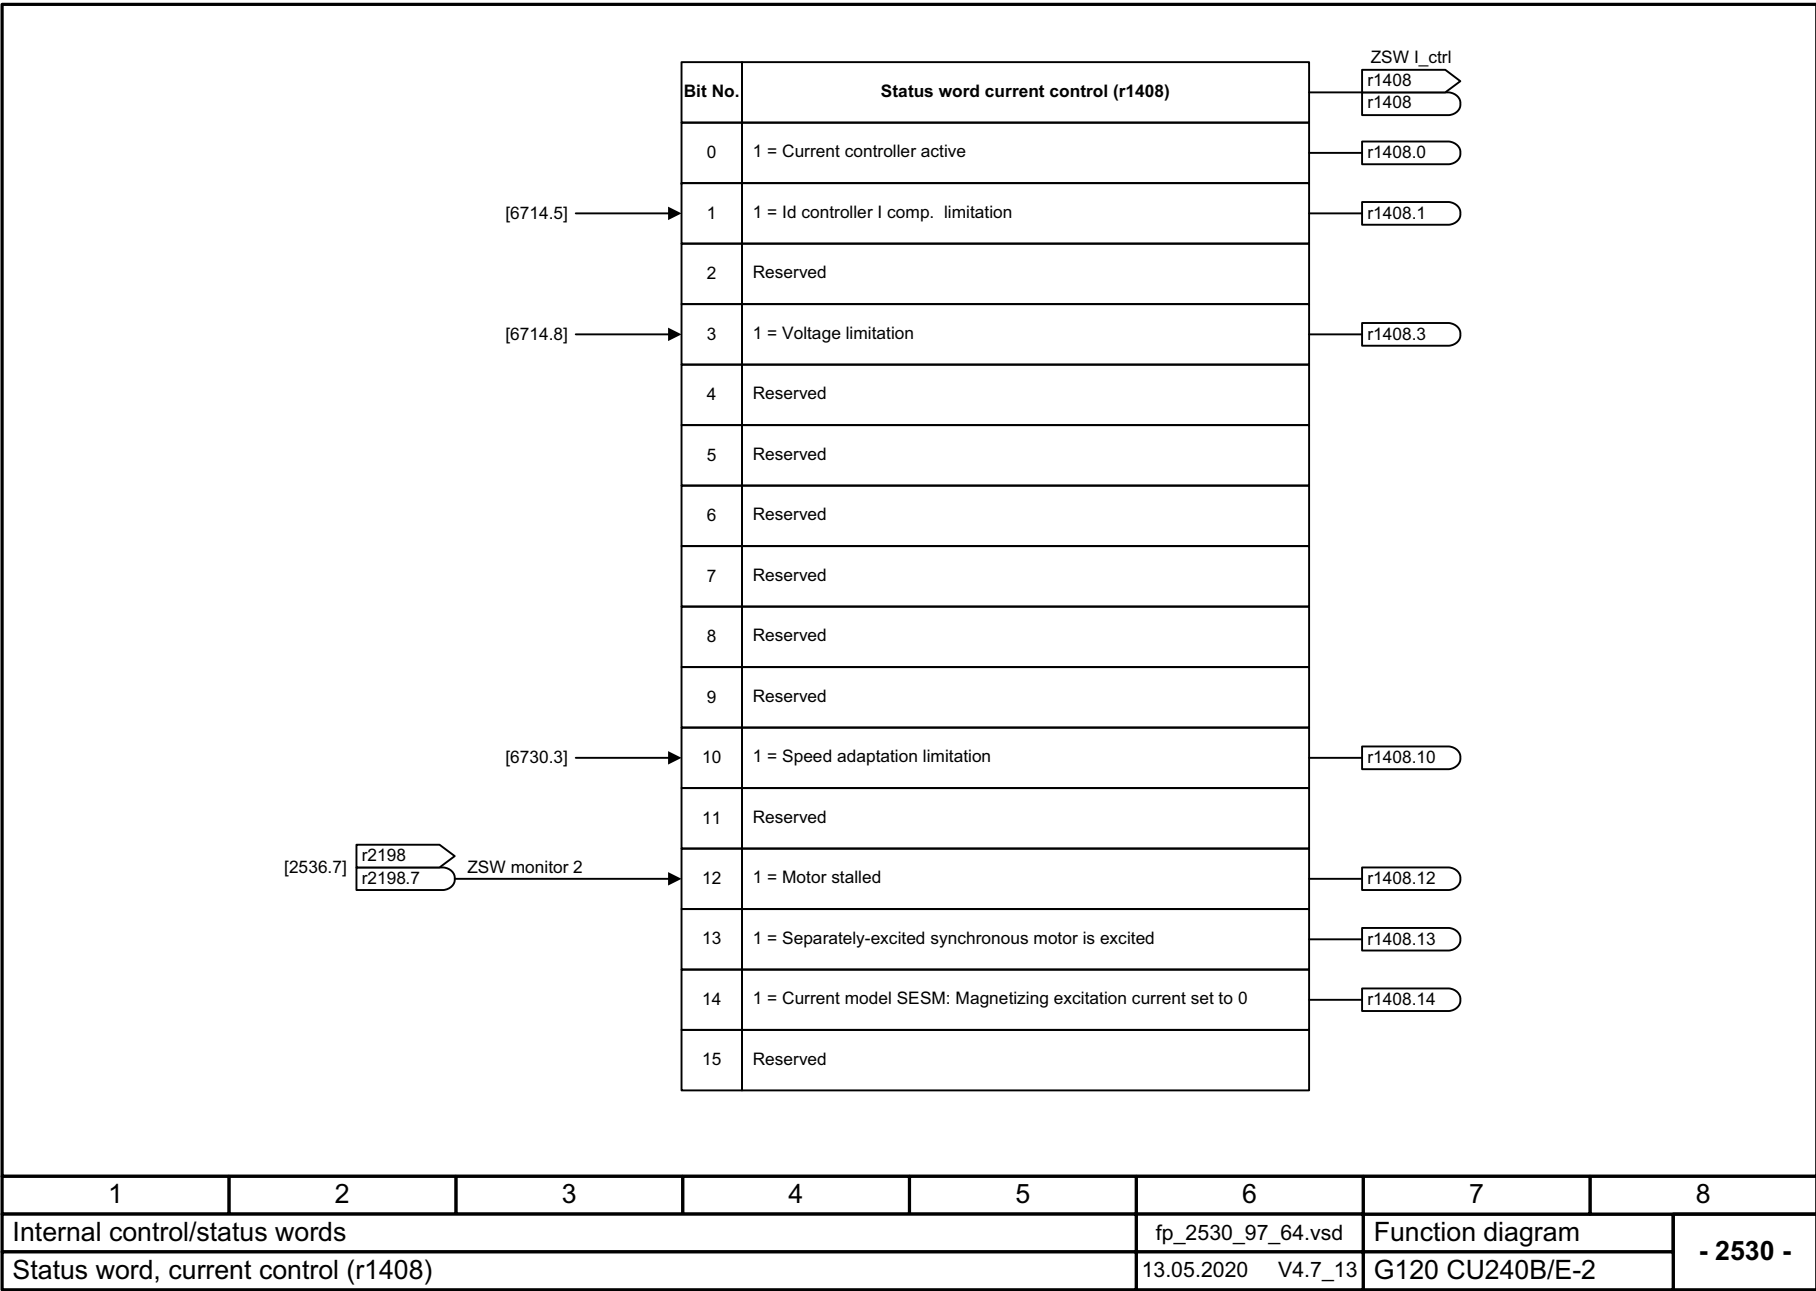 ZSW I_ctrl
Bit No. Status word current control (r1408) r1408
r1408
0 1 = Current controller active r1408.0
[6714.5] 1 1 = Id controller I comp. limitation r1408.1
2 Reserved
[6714.8] 3 1 = Voltage limitation r1408.3
4 Reserved
5 Reserved
6 Reserved
7 Reserved
8 Reserved
9 Reserved
[6730.3] 10 1 = Speed adaptation limitation r1408.10
11 Reserved
[2536.7] r2198 ZSW monitor 2
r2198.7 12 1 = Motor stalled r1408.12
13 1 = Separately-excited synchronous motor is excited r1408.13
14 1 = Current model SESM: Magnetizing excitation current set to 0 r1408.14
15 Reserved
1 2 3 4 5 6 7 8
Internal control/status words fp_2530_97_64.vsd Function diagram - 2530 -
Status word, current control (r1408) 13.05.2020 V4.7_13 G120 CU240B/E-2